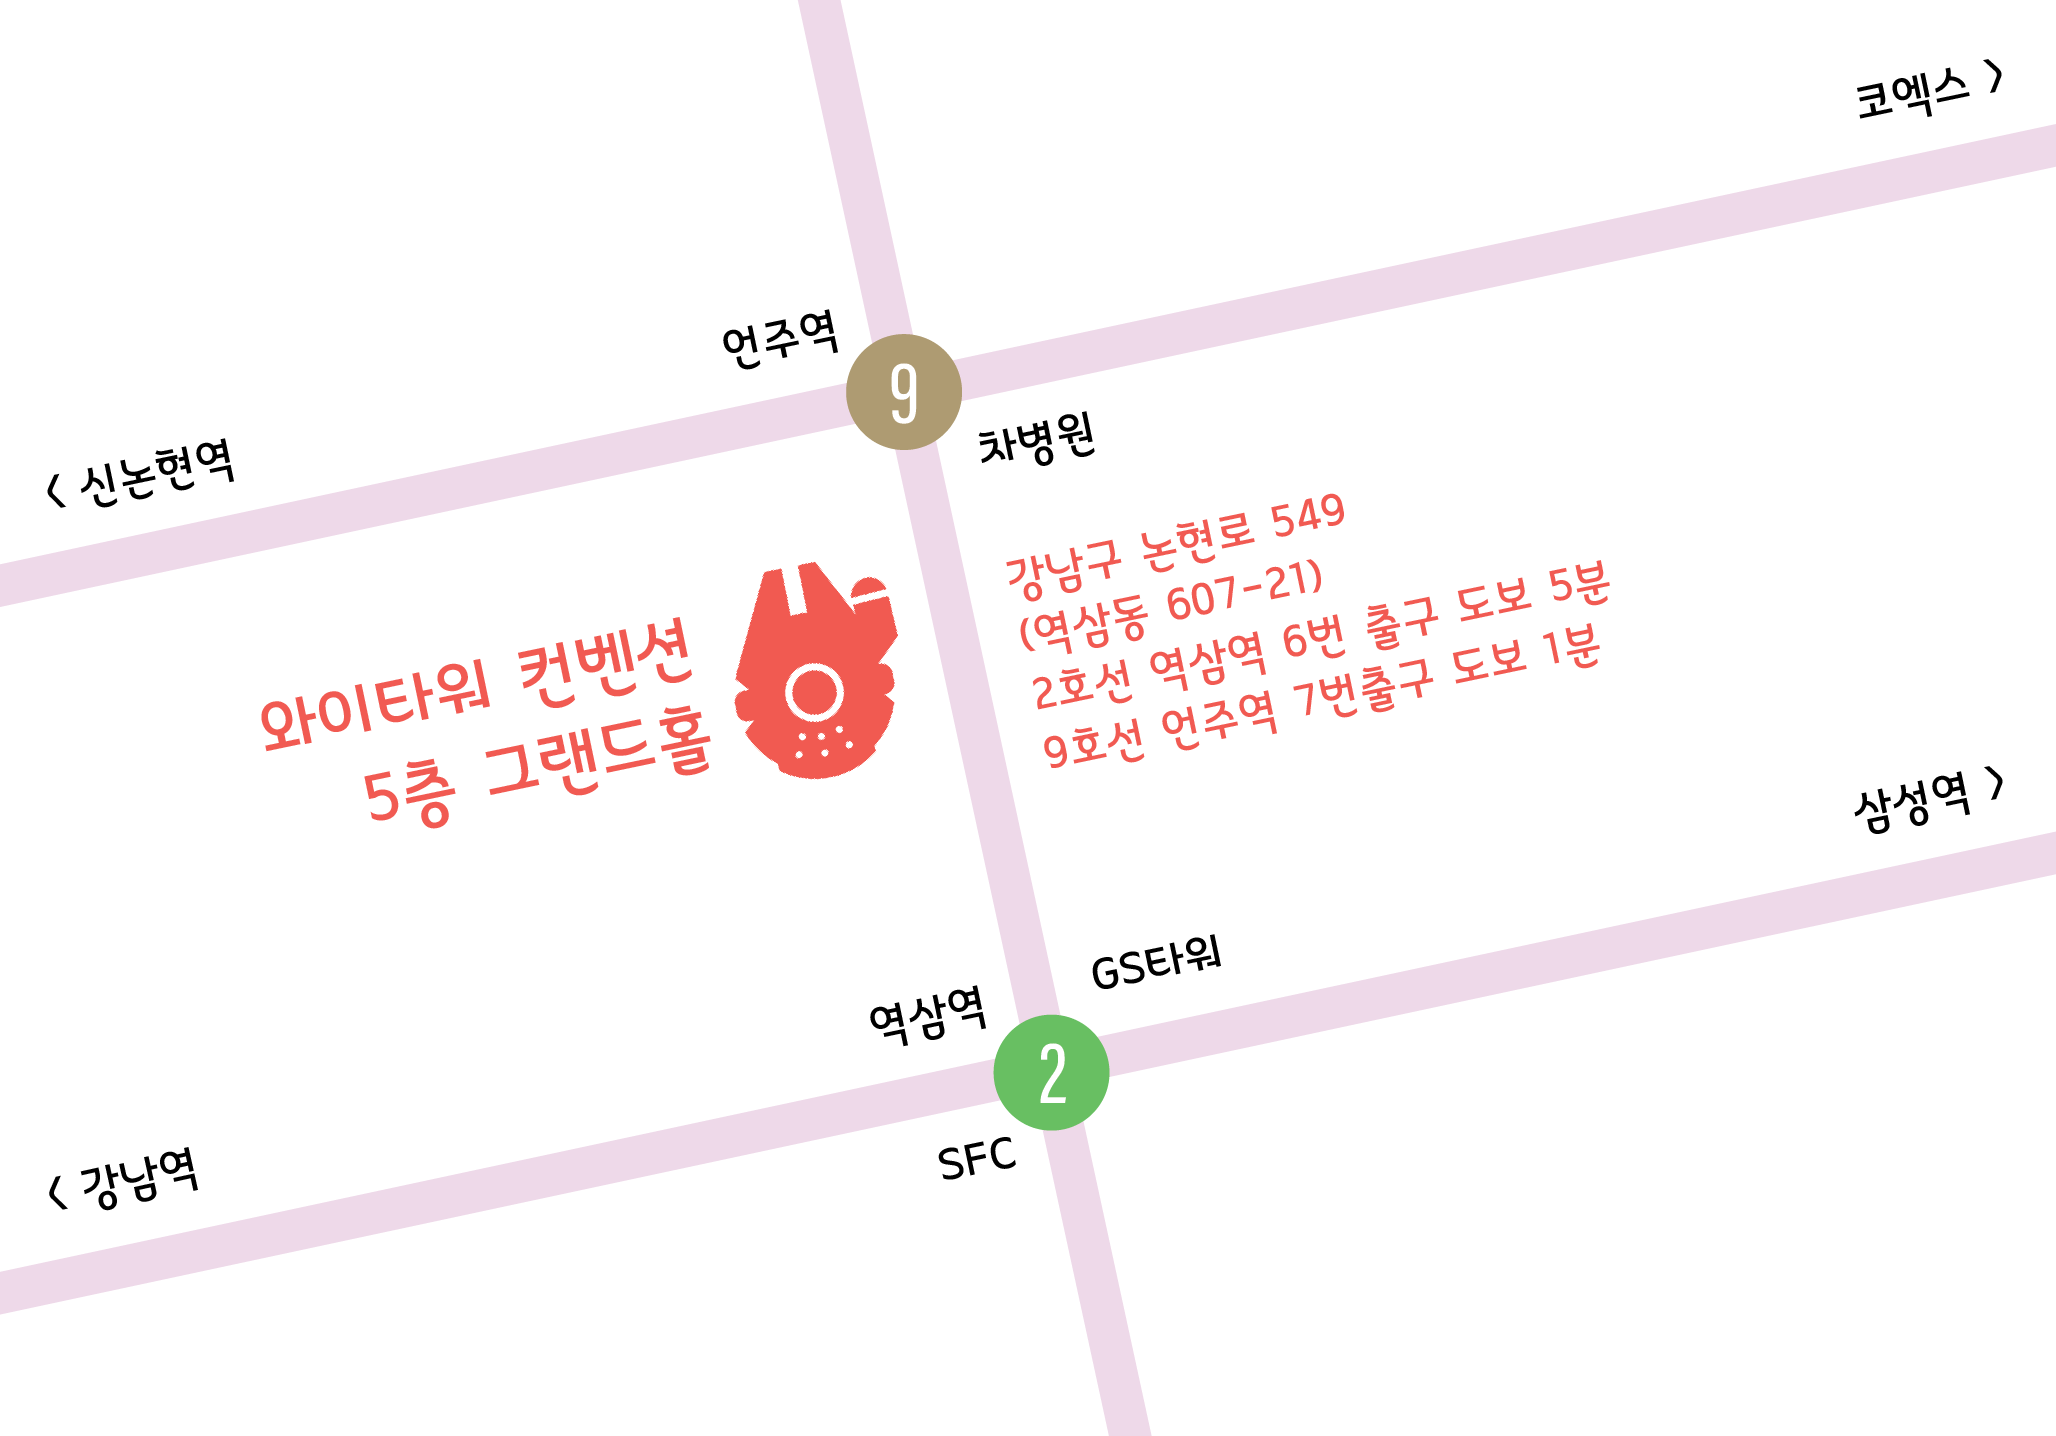 코엑스 >
언주역
9
차병원
< 신논현역
강남구 논현로 549
(역삼동 607-21)
2호선 역삼역 6번 출구 도보 5분
9호선 언주역 7번출구 도보 1분
와이타워 컨벤션
5층 그랜드홀
삼성역 >
GS타워
역삼역
2
SFC
< 강남역